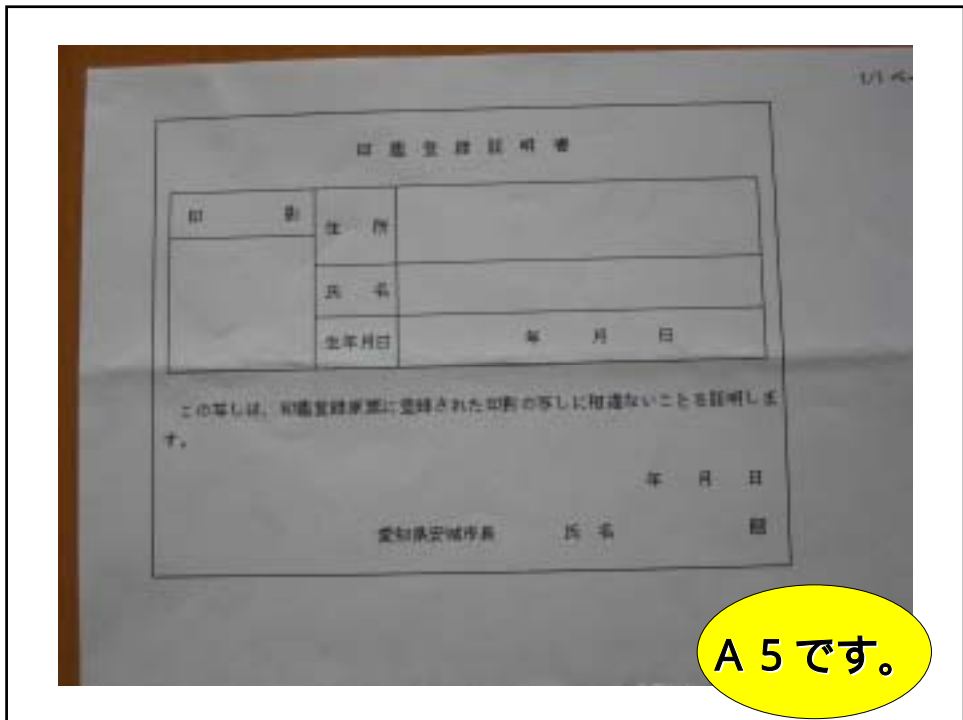 1/1 ペー
印鑑登録証明書
印 影
住 所
氏 名
生年月日
年 月 日
この写しは、印鑑登録原票に登録された印影の写しに相違ないことを証明しま
す。
年 月 日
愛知県安城市長 氏 名
A5です。